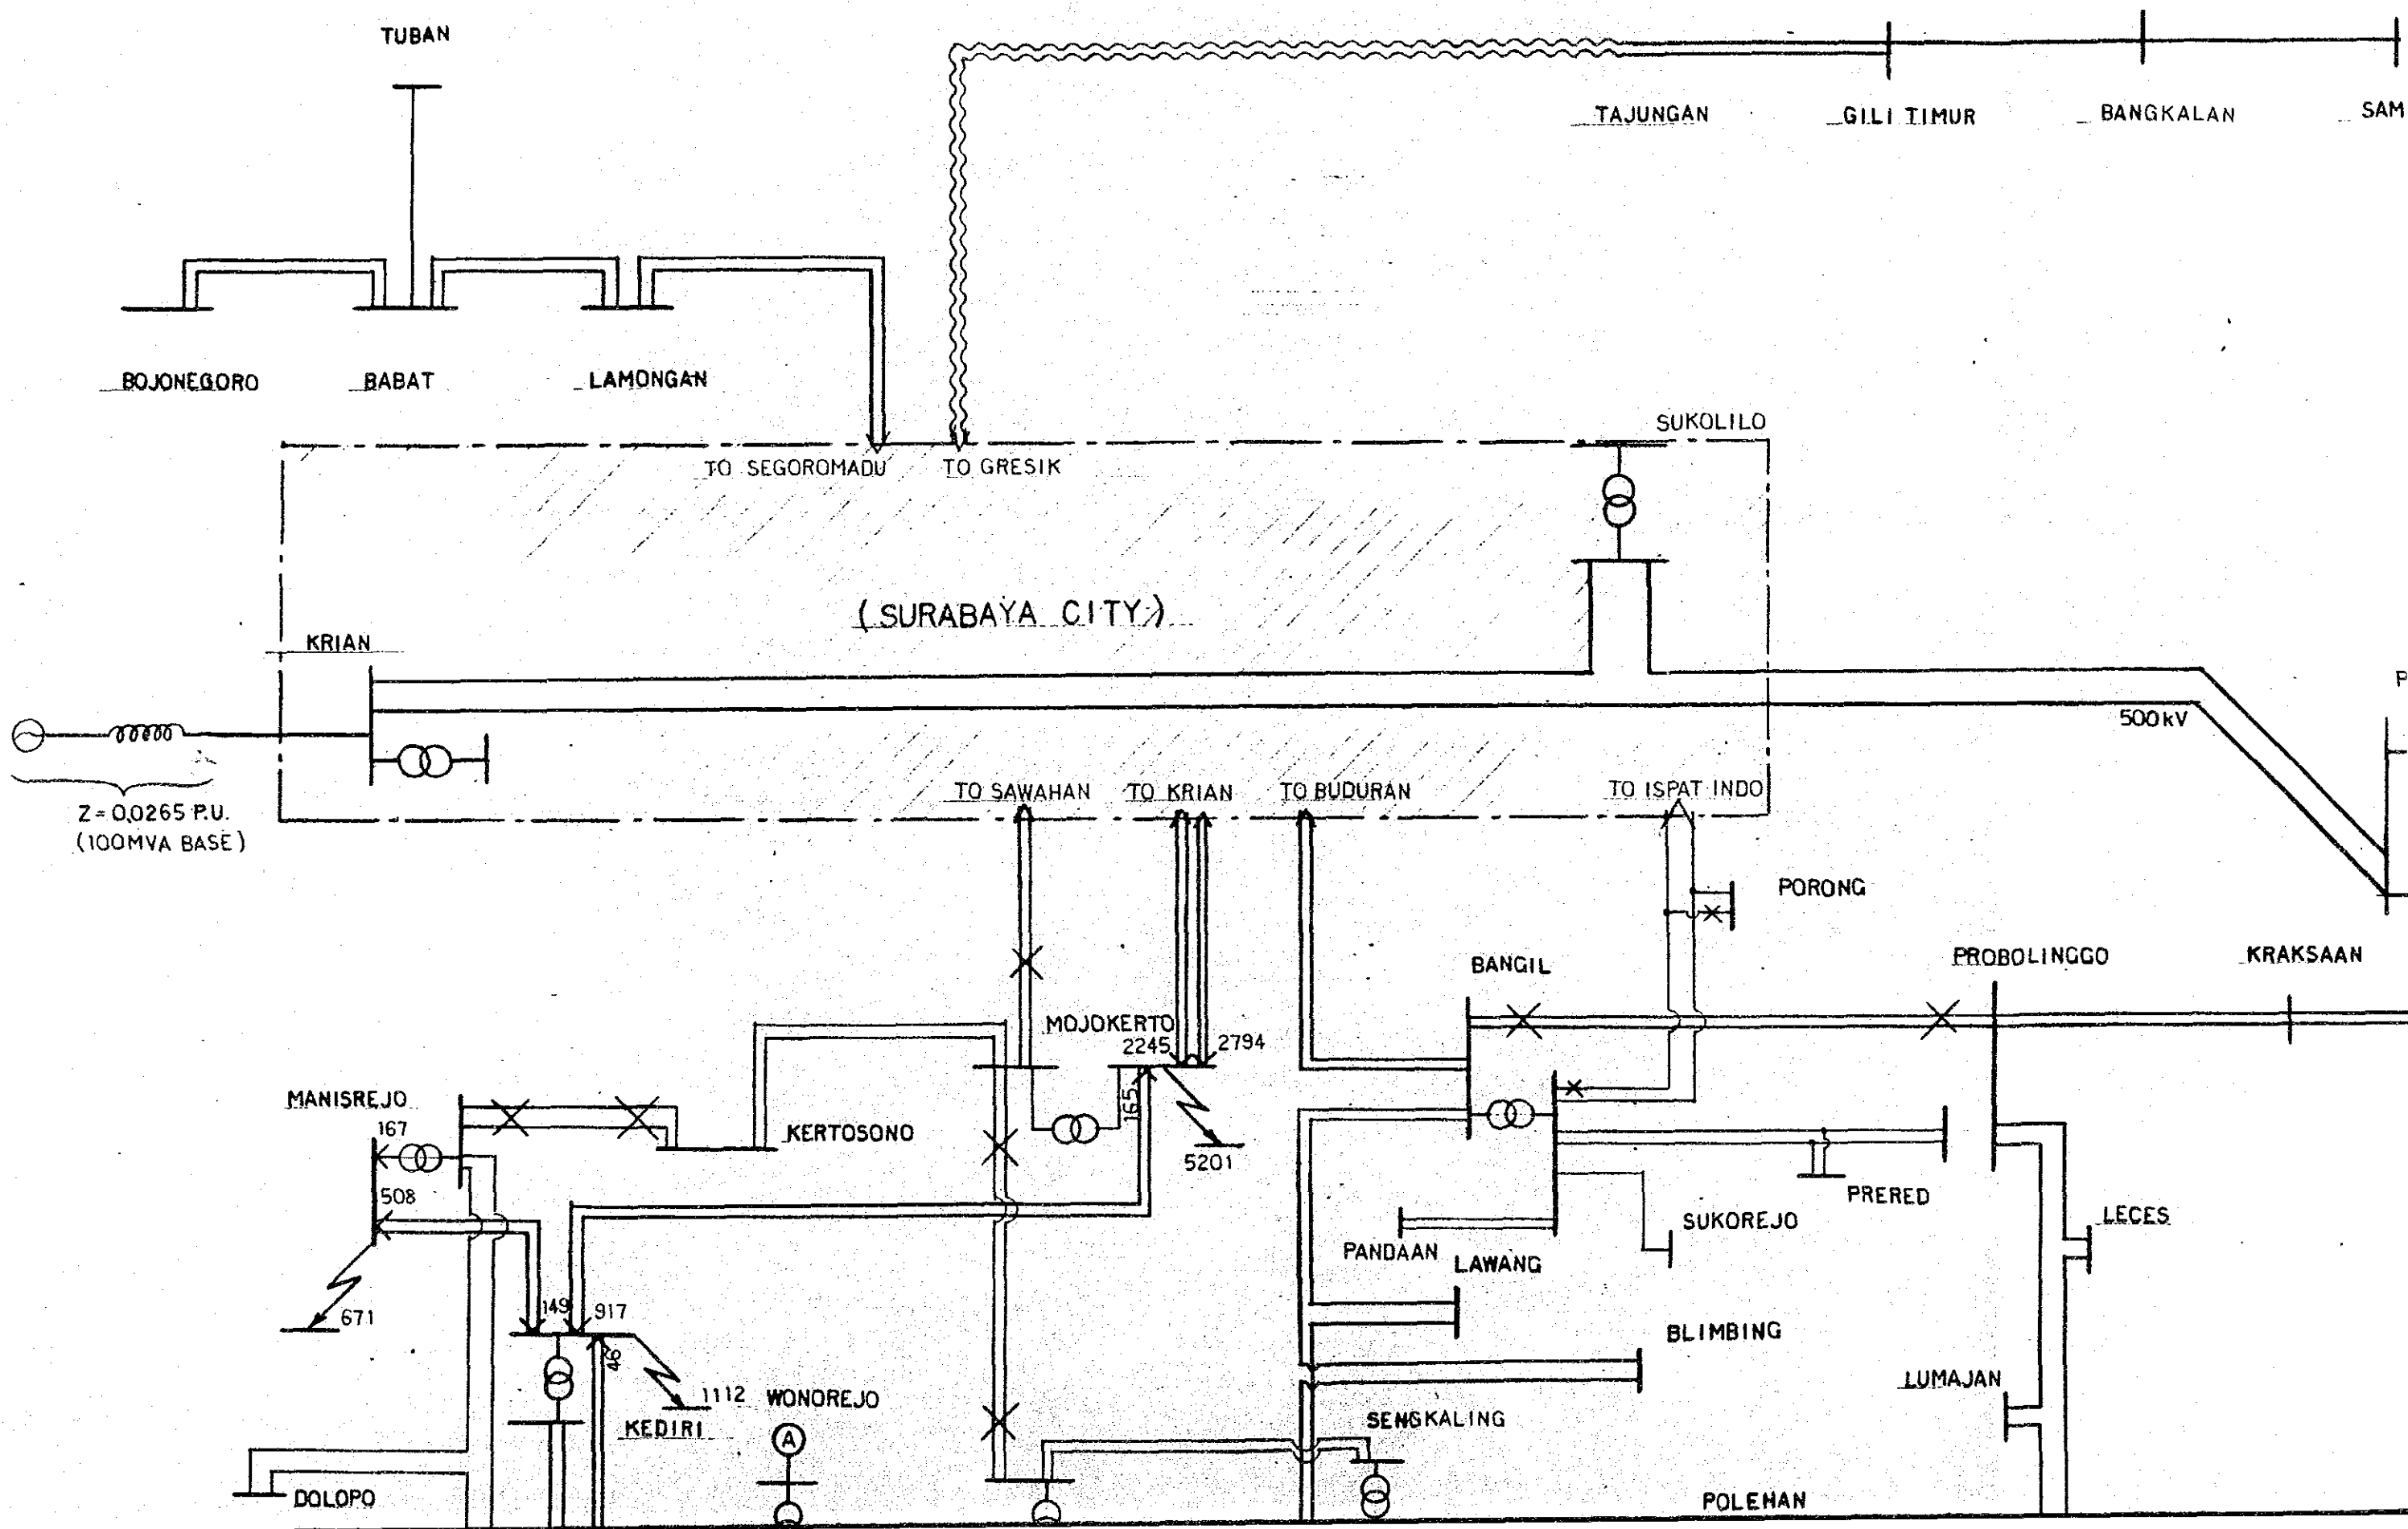 TUBAN
TAJUNGAN
GILI TIMUR
BANGKALAN
SAM
BOJONEGORO
BABAT
LAMONGAN
SUKOLILO
TO SEGOROMADU
TO GRESIK
(SURABAYA CITY)
KRIAN
P
500kV
Z=0,0265 P.U.
(100MVA BASE)
TO SAWAHAN
TO KRIAN
TO BUDURAN
TO ISPAT INDO
PORONG
BANGIL
PROBOLINGGO
KRAKSAAN
MOJOKERTO
2245
2794
MANISREJO
167
KERTOSONO
165
5201
508
PRERED
SUKOREJO
LECES
PANDAAN
LAWANG
671
149
917
46
BLIMBING
1112
WONOREJO
LUMAJAN
KEDIRI
SENGKALING
A
DOLOPO
POLEHAN